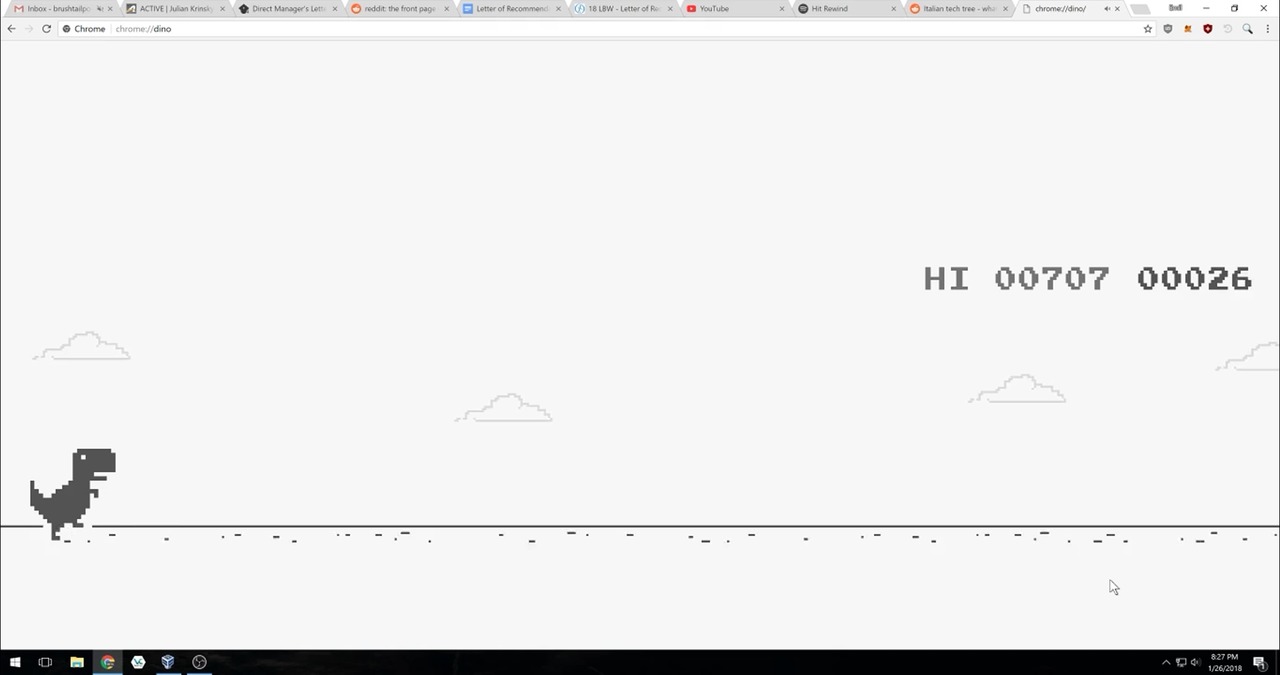 Inbox - brushtailpo
ACTIVE | Julian Krinsky
Direct Manager's Lett
reddit: the front page
Letter of Recommend
18 LBW - Letter of Re
YouTube
Hit Rewind
Italian tech tree - wha
chrome://dino/
Chrome
chrome://dino
HI 00707 00026
8:27 PM
1/26/2018